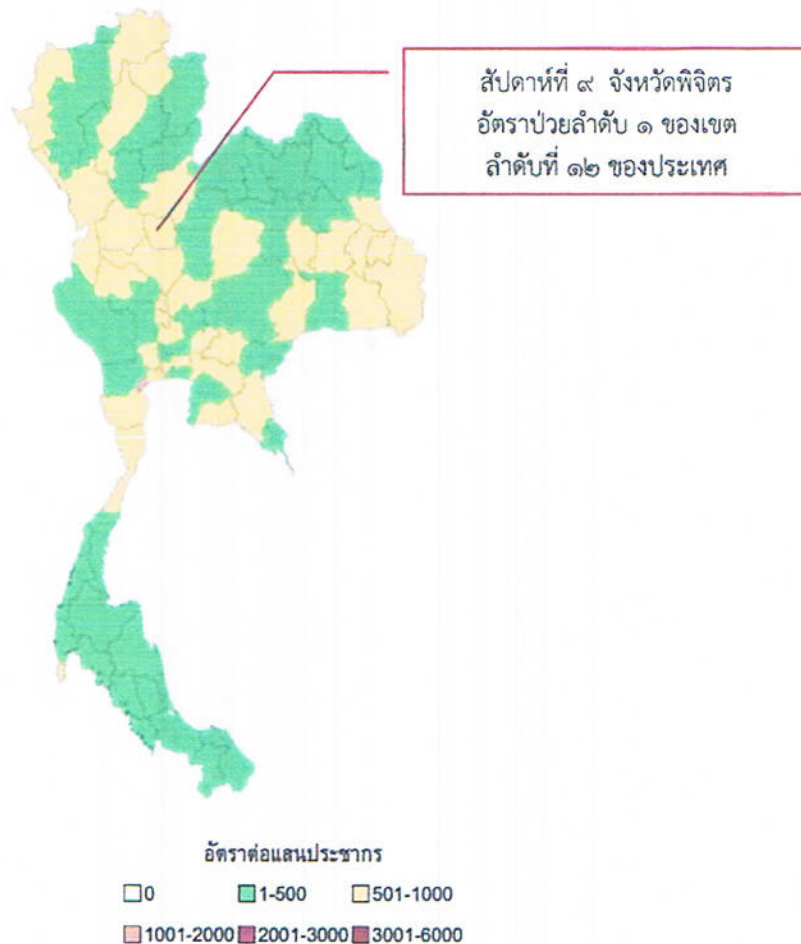 สัปดาห์ที่ ๙ จังหวัดพิจิตร
อัตราป่วยลำดับ ๑ ของเขต
ลำดับที่ ๑๒ ของประเทศ
อัตราต่อแสนประชากร
0 1-500 501-1000
1001-2000 2001-3000 3001-6000